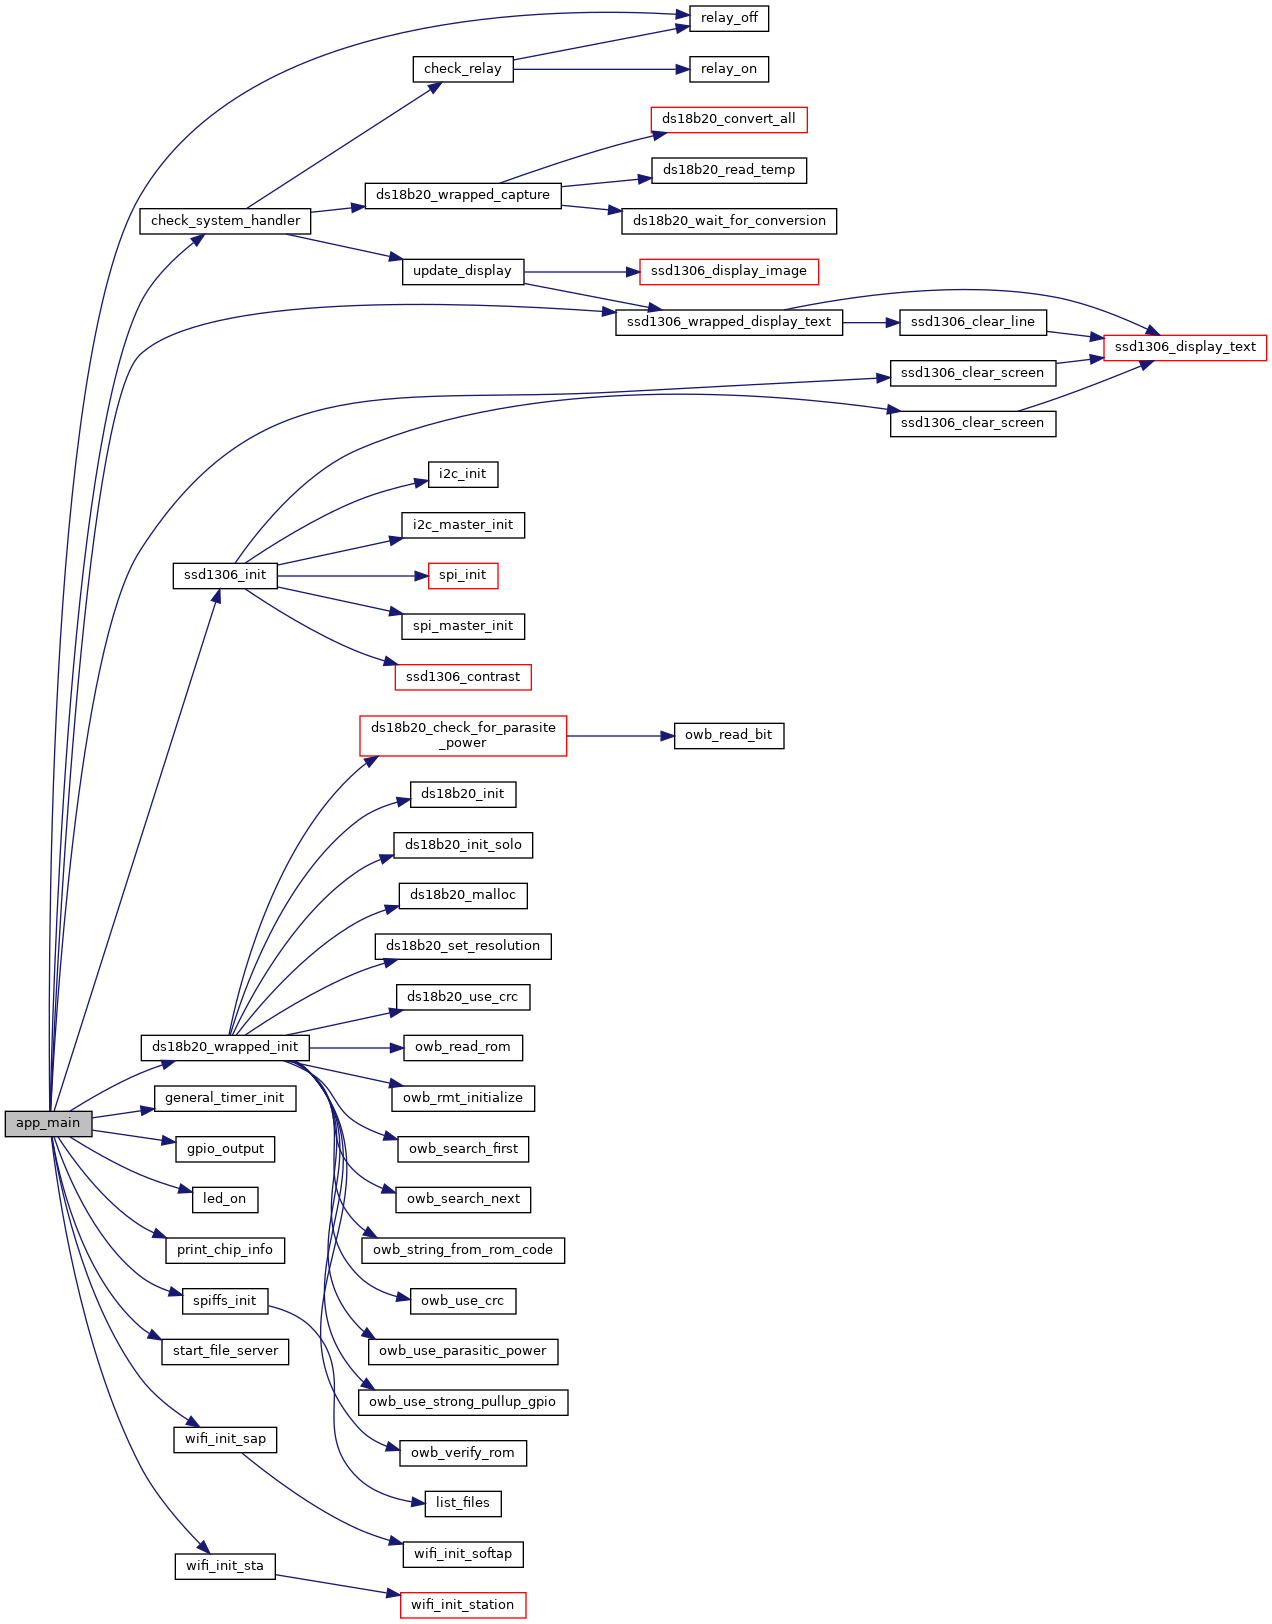 relay_off
check_relay
relay_on
ds18b20_convert_all
ds18b20_read_temp
ds18b20_wrapped_capture
check_system_handler
ds18b20_wait_for_conversion
update_display
ssd1306_display_image
ssd1306_wrapped_display_text
ssd1306_clear_line
ssd1306_display_text
ssd1306_clear_screen
ssd1306_clear_screen
i2c_init
i2c_master_init
ssd1306_init
spi_init
spi_master_init
ssd1306_contrast
ds18b20_check_for_parasite
_power
owb_read_bit
ds18b20_init
ds18b20_init_solo
ds18b20_malloc
ds18b20_set_resolution
ds18b20_use_crc
ds18b20_wrapped_init
owb_read_rom
general_timer_init
owb_rmt_initialize
app_main
gpio_output
owb_search_first
led_on
owb_search_next
print_chip_info
owb_string_from_rom_code
spiffs_init
owb_use_crc
start_file_server
owb_use_parasitic_power
owb_use_strong_pullup_gpio
wifi_init_sap
owb_verify_rom
list_files
wifi_init_softap
wifi_init_sta
wifi_init_station